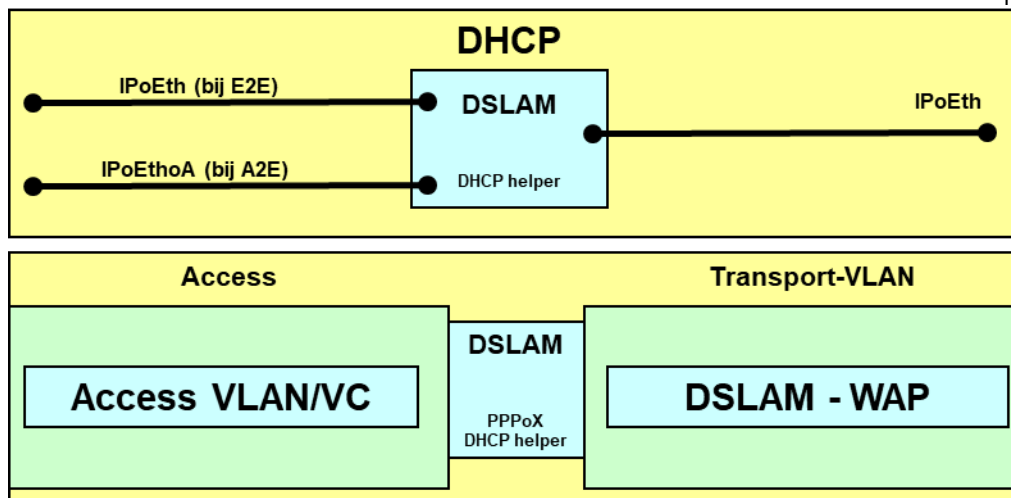 DHCP
IPoEth (bij E2E)
DSLAM
IPoEth
IPoEthoA (bij A2E)
DHCP helper
Access
Transport-VLAN
DSLAM
Access VLAN/VC
DSLAM - WAP
PPPoX
DHCP helper